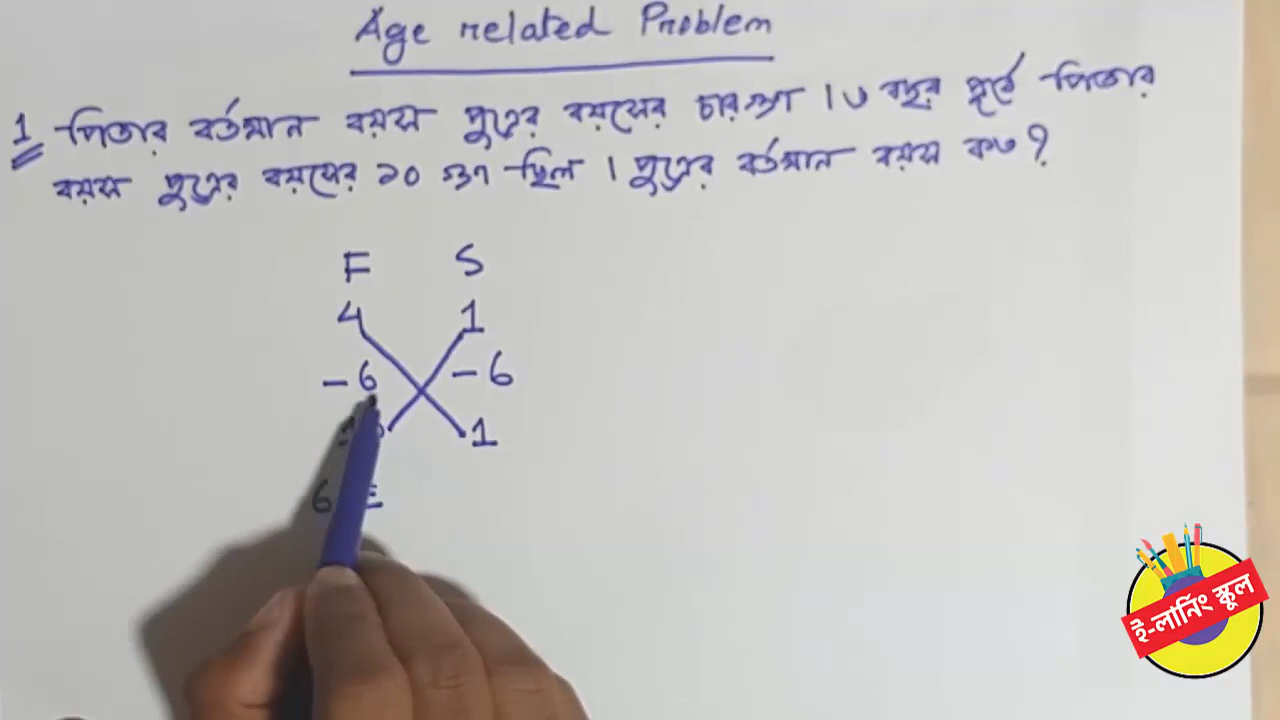 Age related Problem
1 পিতার বর্তমান বয়স পুত্রের বয়সের চারগুণ । ৬ বছর পূর্বে পিতার
বয়স পুত্রের বয়সের ১০ গুণ ছিল । পুত্রের বর্তমান বয়স কত ?
F S
4 1
-6 -6
1
6 =
ই-লার্নিং স্কুল